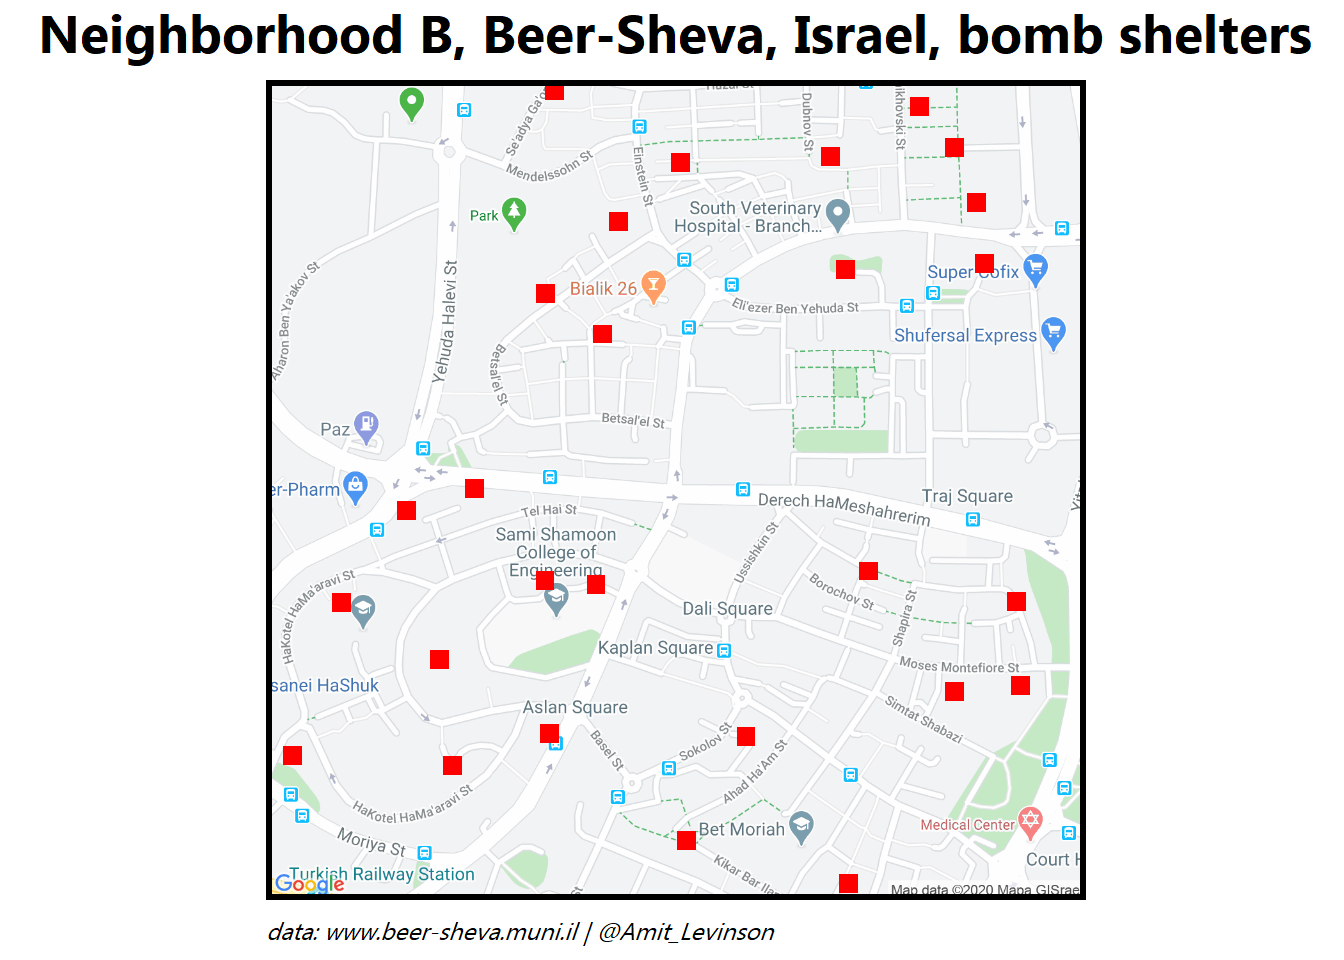 Neighborhood B, Beer-Sheva, Israel, bomb shelters
Hazaz St
Dubnov St
Se'adya Ga'o
Mendelssohn St
Einstein St
Park
South Veterinary
Hospital - Branch...
Aharon Ben Ya'akov St
Yehuda Halevi St
Bialik 26
Super Cofix
Eli'ezer Ben Yehuda St
Shufersal Express
Betsal'el St
Betsal'el St
Paz
er-Pharm
Traj Square
Derech HaMeshahrerim
Tel Hai St
Sami Shamoon
College of
Engineering
Ussishkin St
HaKotel HaMa'aravi St
Borochov St
Shapira St
Dali Square
Kaplan Square
Moses Montefiore St
sanei HaShuk
Aslan Square
Simtat Shabazi
Basel St
Sokolov St
Ahad Ha'Am St
HaKotel HaMa'aravi St
Bet Moriah
Medical Center
Moriya St
Kikar Bar Ilan
Court H
Turkish Railway Station
Google
Map data ©2020 Mapa GISrae
data: www.beer-sheva.muni.il | @Amit_Levinson